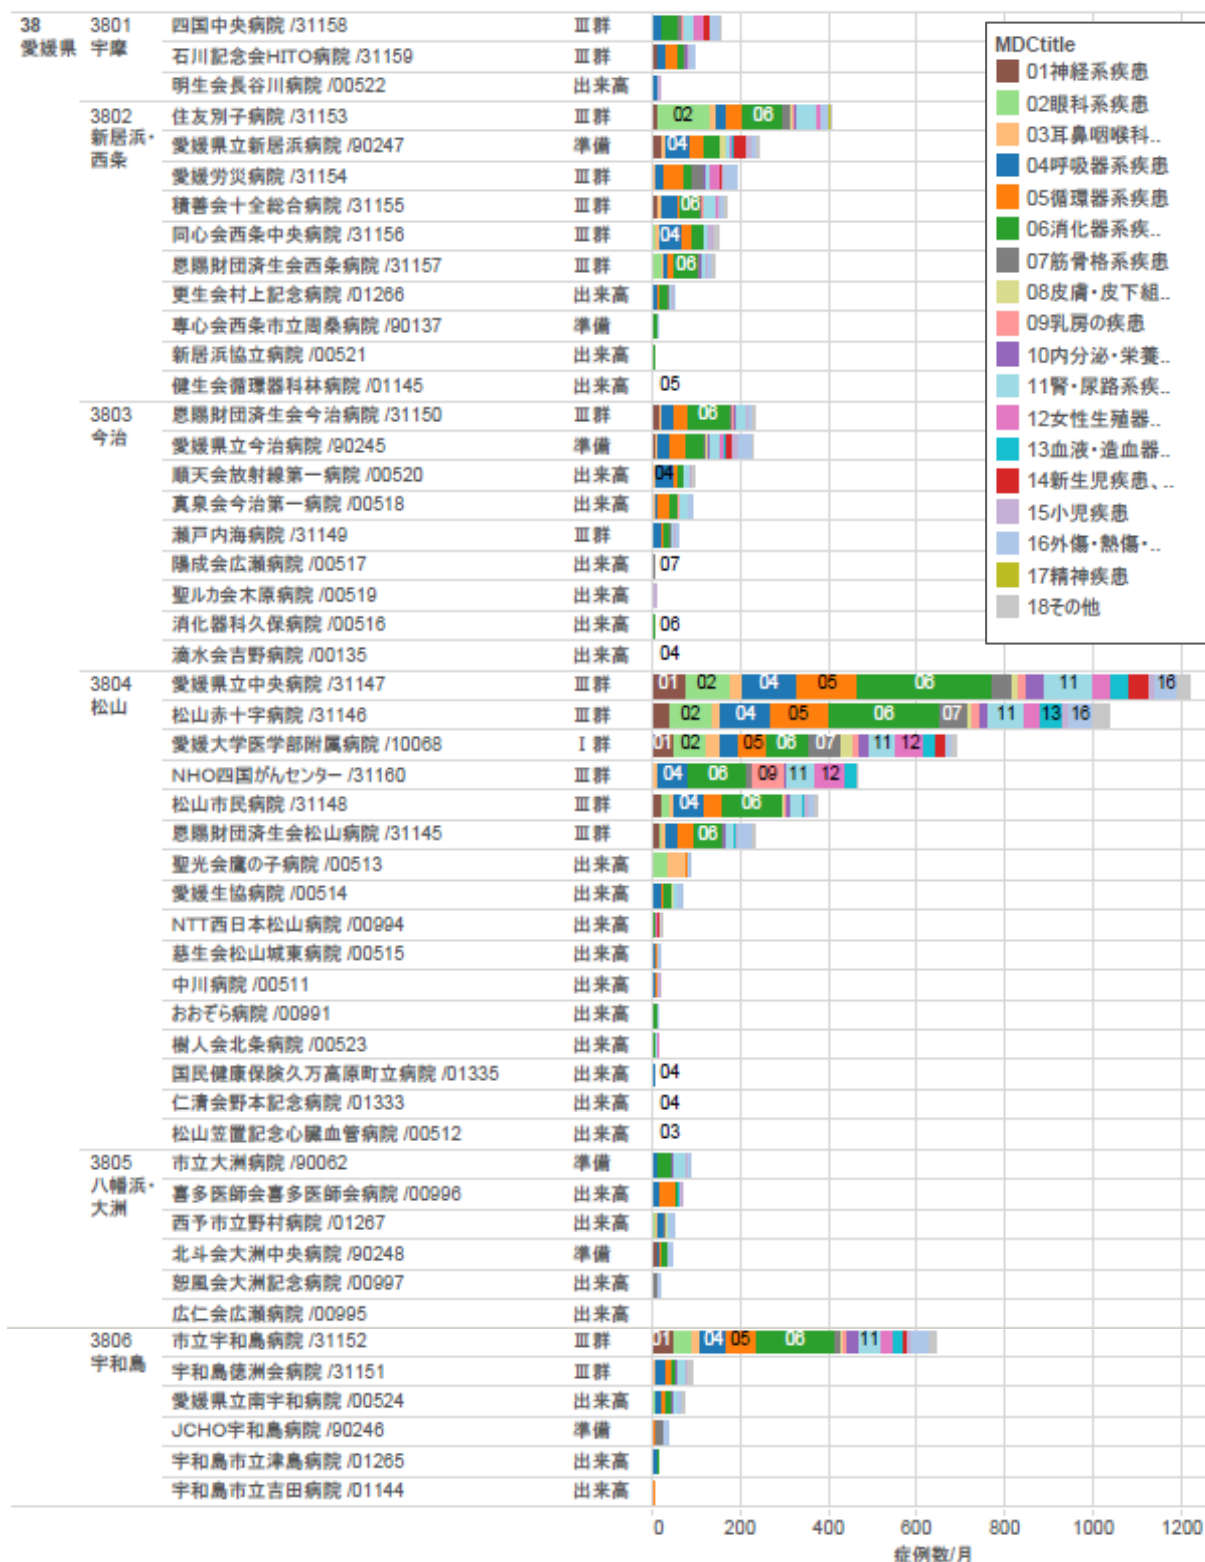 38 3801 四国中央病院 /31158 Ⅲ群
愛媛県 宇摩 石川記念会HITO病院 /31159 Ⅲ群
明生会長谷川病院 /00522 出来高
3802 住友別子病院 /31153 Ⅲ群 02 06
新居浜・ 愛媛県立新居浜病院 /90247 準備 04
西条 愛媛労災病院 /31154 Ⅲ群
積善会十全総合病院 /31155 Ⅲ群 06
同心会西条中央病院 /31156 Ⅲ群 04
恩賜財団済生会西条病院 /31157 Ⅲ群 06
更生会村上記念病院 /01266 出来高
専心会西条市立周桑病院 /90137 準備
新居浜協立病院 /00521 出来高
健生会循環器科林病院 /01145 出来高 05
3803 恩賜財団済生会今治病院 /31150 Ⅲ群 06
今治 愛媛県立今治病院 /90245 準備
順天会放射線第一病院 /00520 出来高 04
真泉会今治第一病院 /00518 出来高
瀬戸内海病院 /31149 Ⅲ群
陽成会広瀬病院 /00517 出来高 07
聖ルカ会木原病院 /00519 出来高
消化器科久保病院 /00516 出来高 06
滴水会吉野病院 /00135 出来高 04
3804 愛媛県立中央病院 /31147 Ⅲ群 01 02 04 05 06 11 16
松山 松山赤十字病院 /31146 Ⅲ群 02 04 05 06 07 11 13 16
愛媛大学医学部附属病院 /10068 Ⅰ群 01 02 05 06 07 11 12
NHO四国がんセンター /31160 Ⅲ群 04 06 09 11 12
松山市民病院 /31148 Ⅲ群 04 06
恩賜財団済生会松山病院 /31145 Ⅲ群 06
聖光会鷹の子病院 /00513 出来高
愛媛生協病院 /00514 出来高
NTT西日本松山病院 /00994 出来高
慈生会松山城東病院 /00515 出来高
中川病院 /00511 出来高
おおぞら病院 /00991 出来高
樹人会北条病院 /00523 出来高
国民健康保険久万高原町立病院 /01335 出来高 04
仁清会野本記念病院 /01333 出来高 04
松山笠置記念心臓血管病院 /00512 出来高 03
3805 市立大洲病院 /90062 準備
八幡浜・ 喜多医師会喜多医師会病院 /00996 出来高
大洲 西予市立野村病院 /01267 出来高
北斗会大洲中央病院 /90248 準備
恕風会大洲記念病院 /00997 出来高
広仁会広瀬病院 /00995 出来高
3806 市立宇和島病院 /31152 Ⅲ群 01 04 05 06 11
宇和島 宇和島徳洲会病院 /31151 Ⅲ群
愛媛県立南宇和病院 /00524 出来高
JCHO宇和島病院 /90246 準備
宇和島市立津島病院 /01265 出来高
宇和島市立吉田病院 /01144 出来高
0 200 400 600 800 1000 1200
症例数/月
MDCtitle
01神経系疾患
02眼科系疾患
03耳鼻咽喉科..
04呼吸器系疾患
05循環器系疾患
06消化器系疾..
07筋骨格系疾患
08皮膚・皮下組..
09乳房の疾患
10内分泌・栄養..
11腎・尿路系疾..
12女性生殖器..
13血液・造血器..
14新生児疾患、..
15小児疾患
16外傷・熱傷・..
17精神疾患
18その他